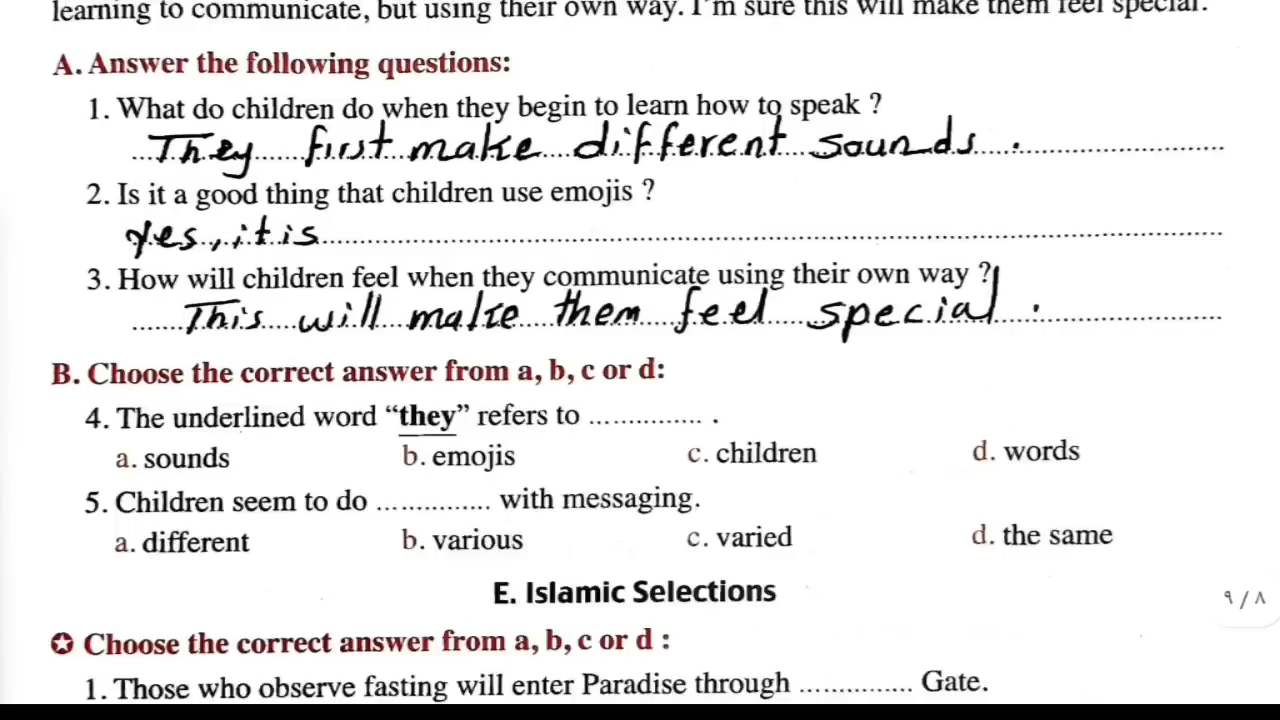 learning to communicate, but using their own way. I'm sure this will make them feel special.
A. Answer the following questions:
1. What do children do when they begin to learn how to speak ?
They first make different sounds .
2. Is it a good thing that children use emojis ?
yes, it is
3. How will children feel when they communicate using their own way ?
This will make them feel special .
B. Choose the correct answer from a, b, c or d:
4. The underlined word “they” refers to ............... .
a. sounds b. emojis c. children d. words
5. Children seem to do ............... with messaging.
a. different b. various c. varied d. the same
E. Islamic Selections
٩/٨
✪ Choose the correct answer from a, b, c or d :
1. Those who observe fasting will enter Paradise through ............... Gate.